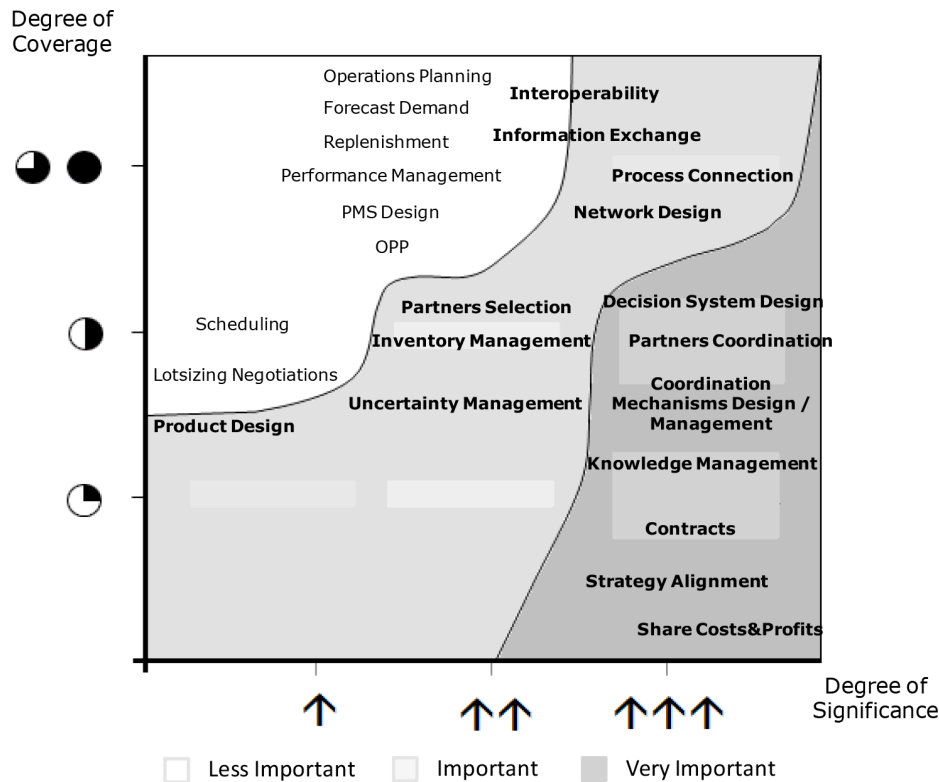 Degree of
Coverage
Operations Planning
Interoperability
Forecast Demand
Information Exchange
Replenishment
Performance Management
Process Connection
PMS Design
Network Design
OPP
Decision System Design
Partners Selection
Scheduling
Inventory Management
Partners Coordination
Lotsizing Negotiations
Coordination
Mechanisms Design /
Management
Uncertainty Management
Product Design
Knowledge Management
Contracts
Strategy Alignment
Share Costs&Profits
Degree of
Significance
Less Important
Important
Very Important